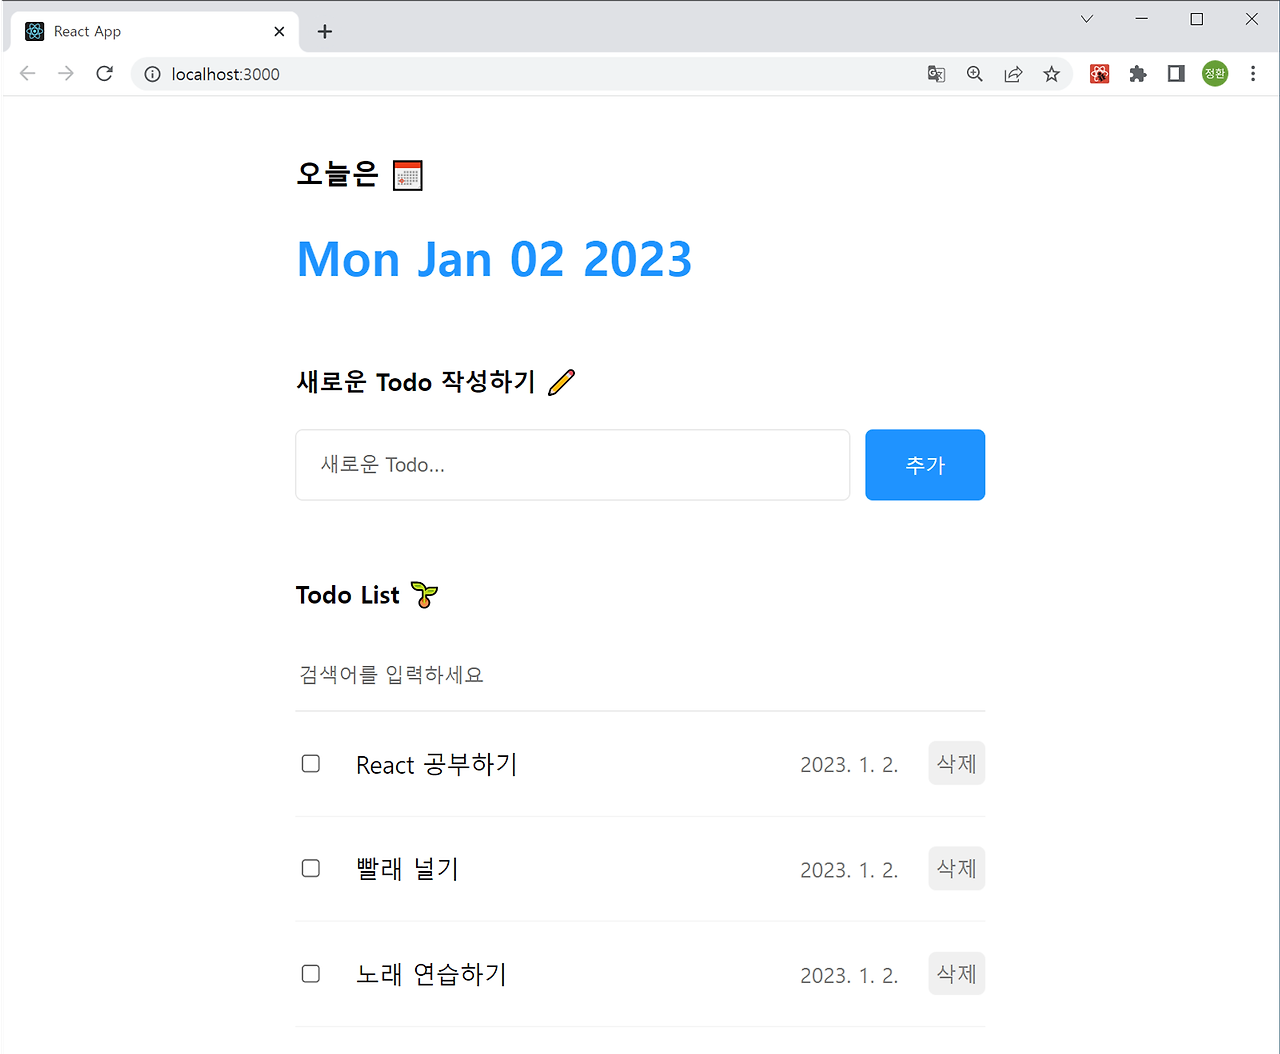 React App
localhost:3000
정환
오늘은 📅
Mon Jan 02 2023
새로운 Todo 작성하기 ✏️
새로운 Todo...
추가
Todo List 🌱
검색어를 입력하세요
React 공부하기 2023. 1. 2. 삭제
빨래 널기 2023. 1. 2. 삭제
노래 연습하기 2023. 1. 2. 삭제